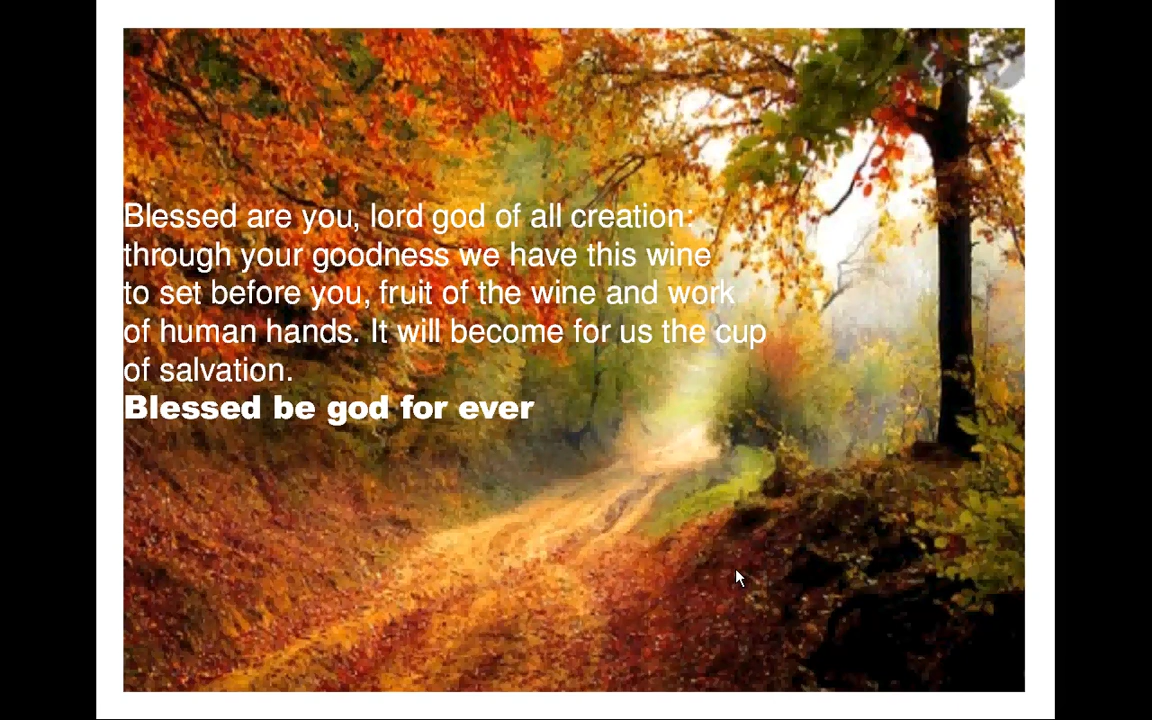 Blessed are you, lord god of all creation:
through your goodness we have this wine
to set before you, fruit of the wine and work
of human hands. It will become for us the cup
of salvation.
Blessed be god for ever